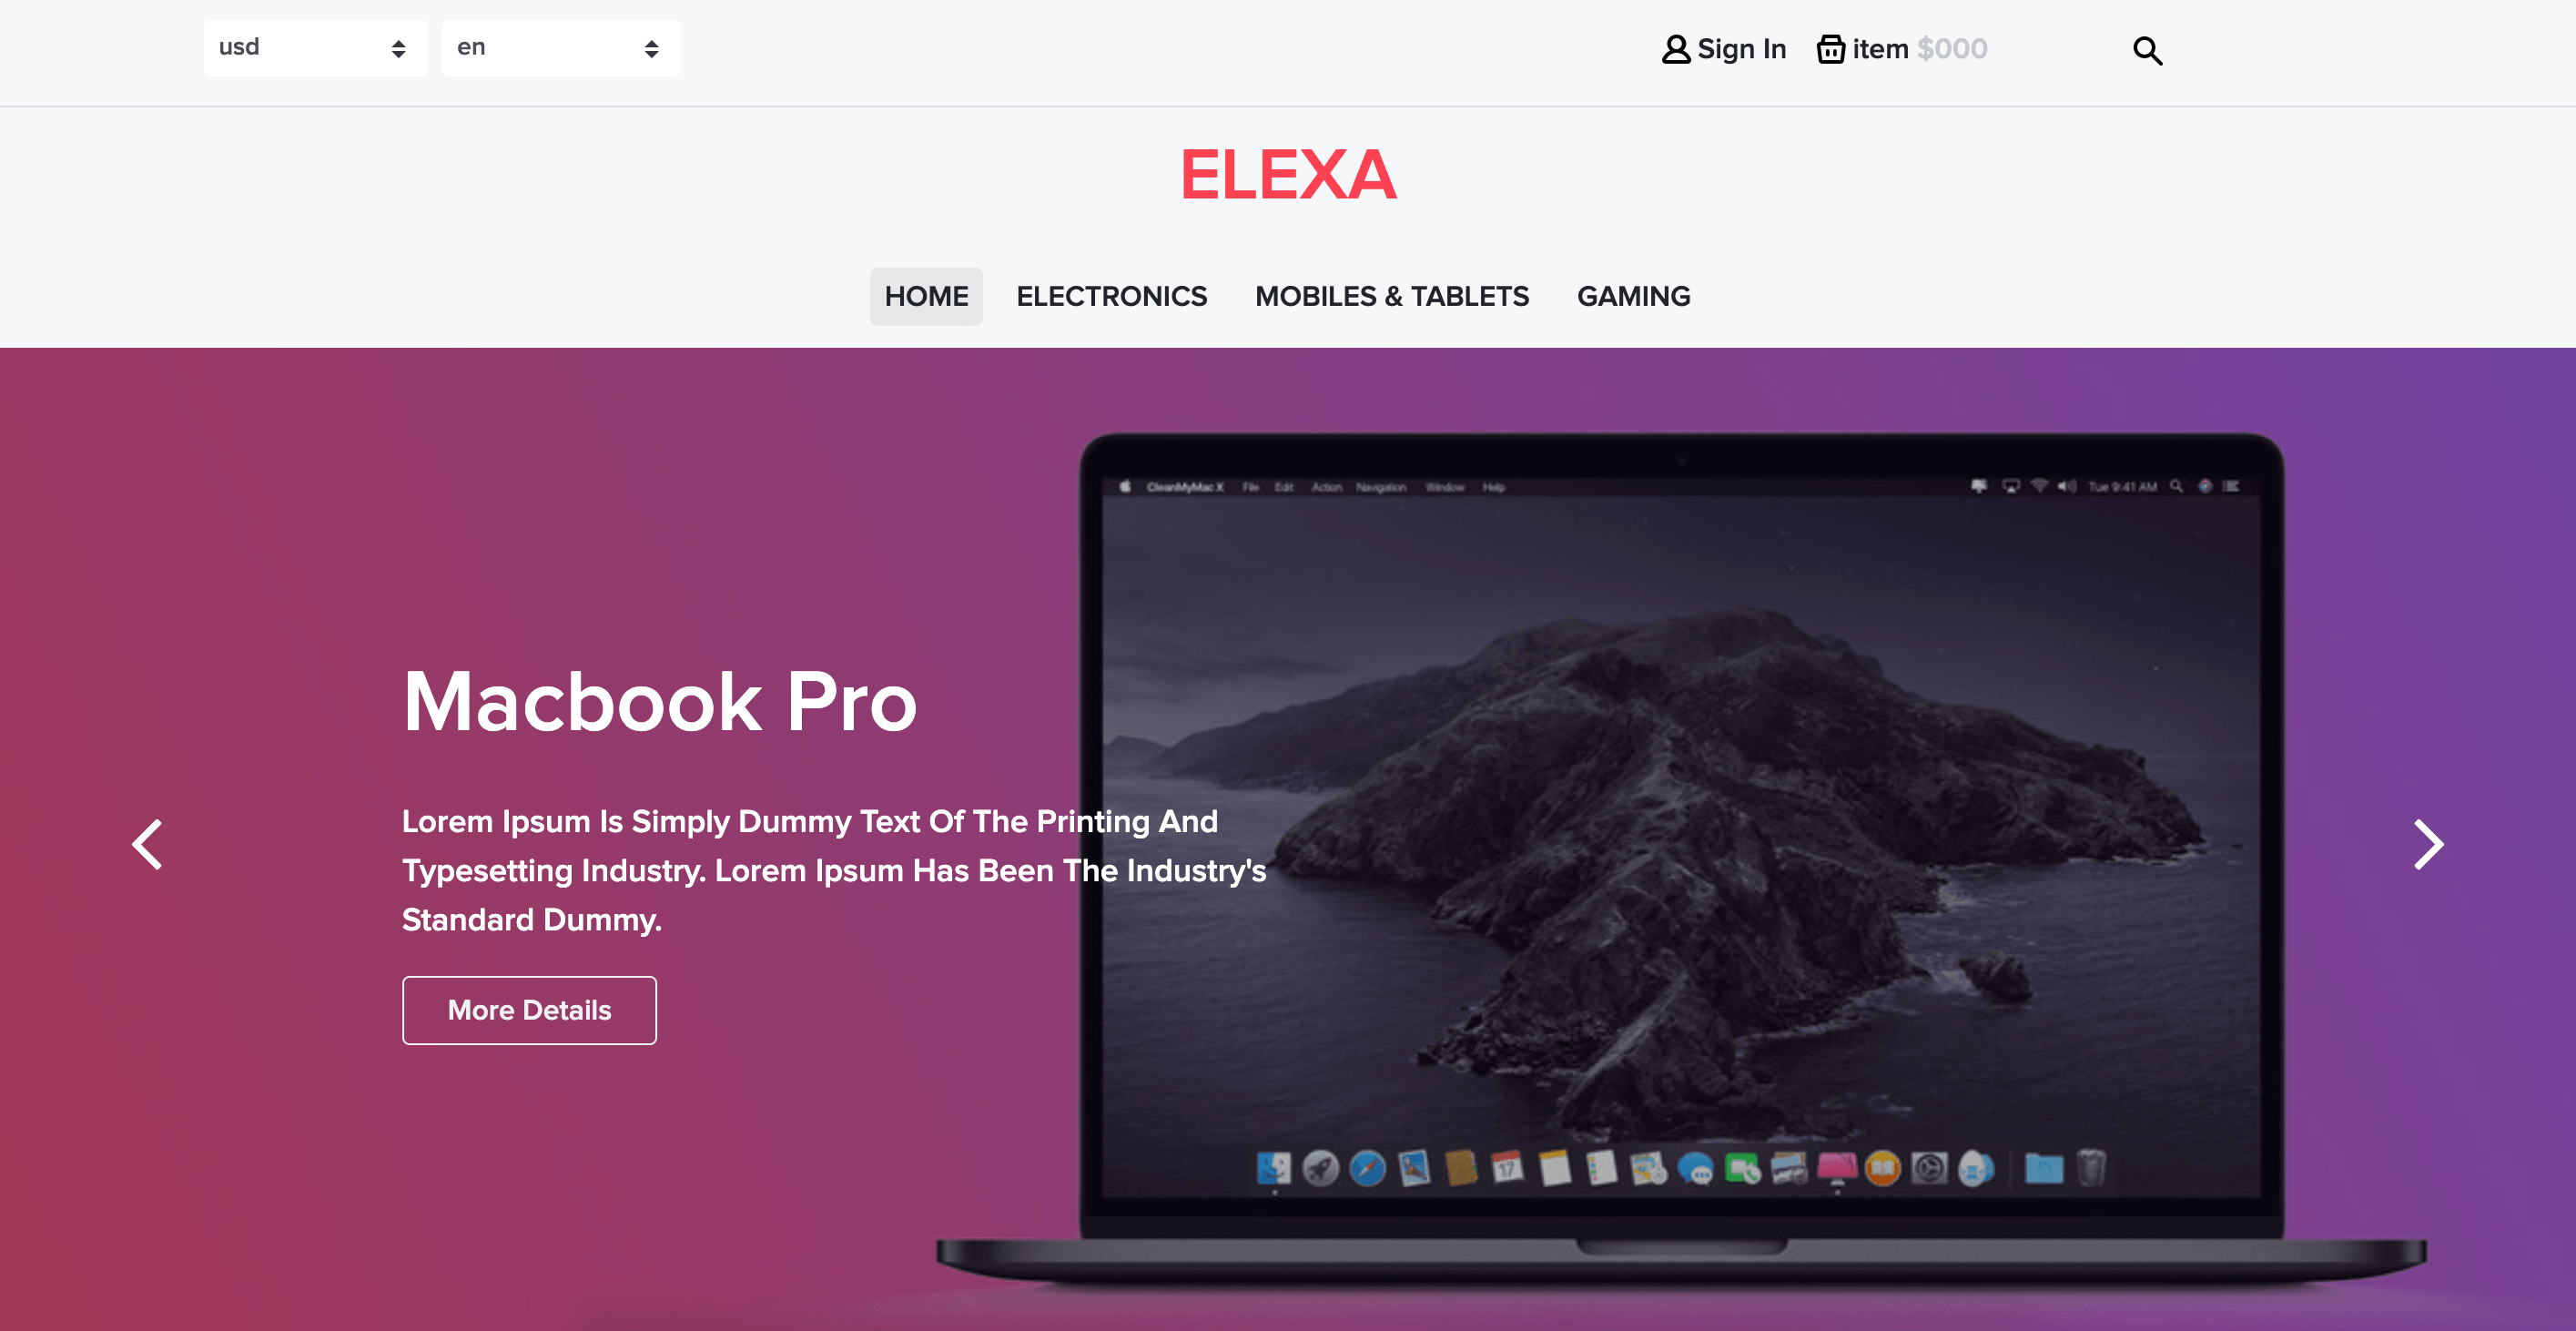 usd
en
Sign In
item $000
ELEXA
HOME
ELECTRONICS
MOBILES & TABLETS
GAMING
CleanMyMac X File Edit Action Navigation Window Help
Tue 9:41 AM
Macbook Pro
Lorem Ipsum Is Simply Dummy Text Of The Printing And
Typesetting Industry. Lorem Ipsum Has Been The Industry's
Standard Dummy.
More Details
17